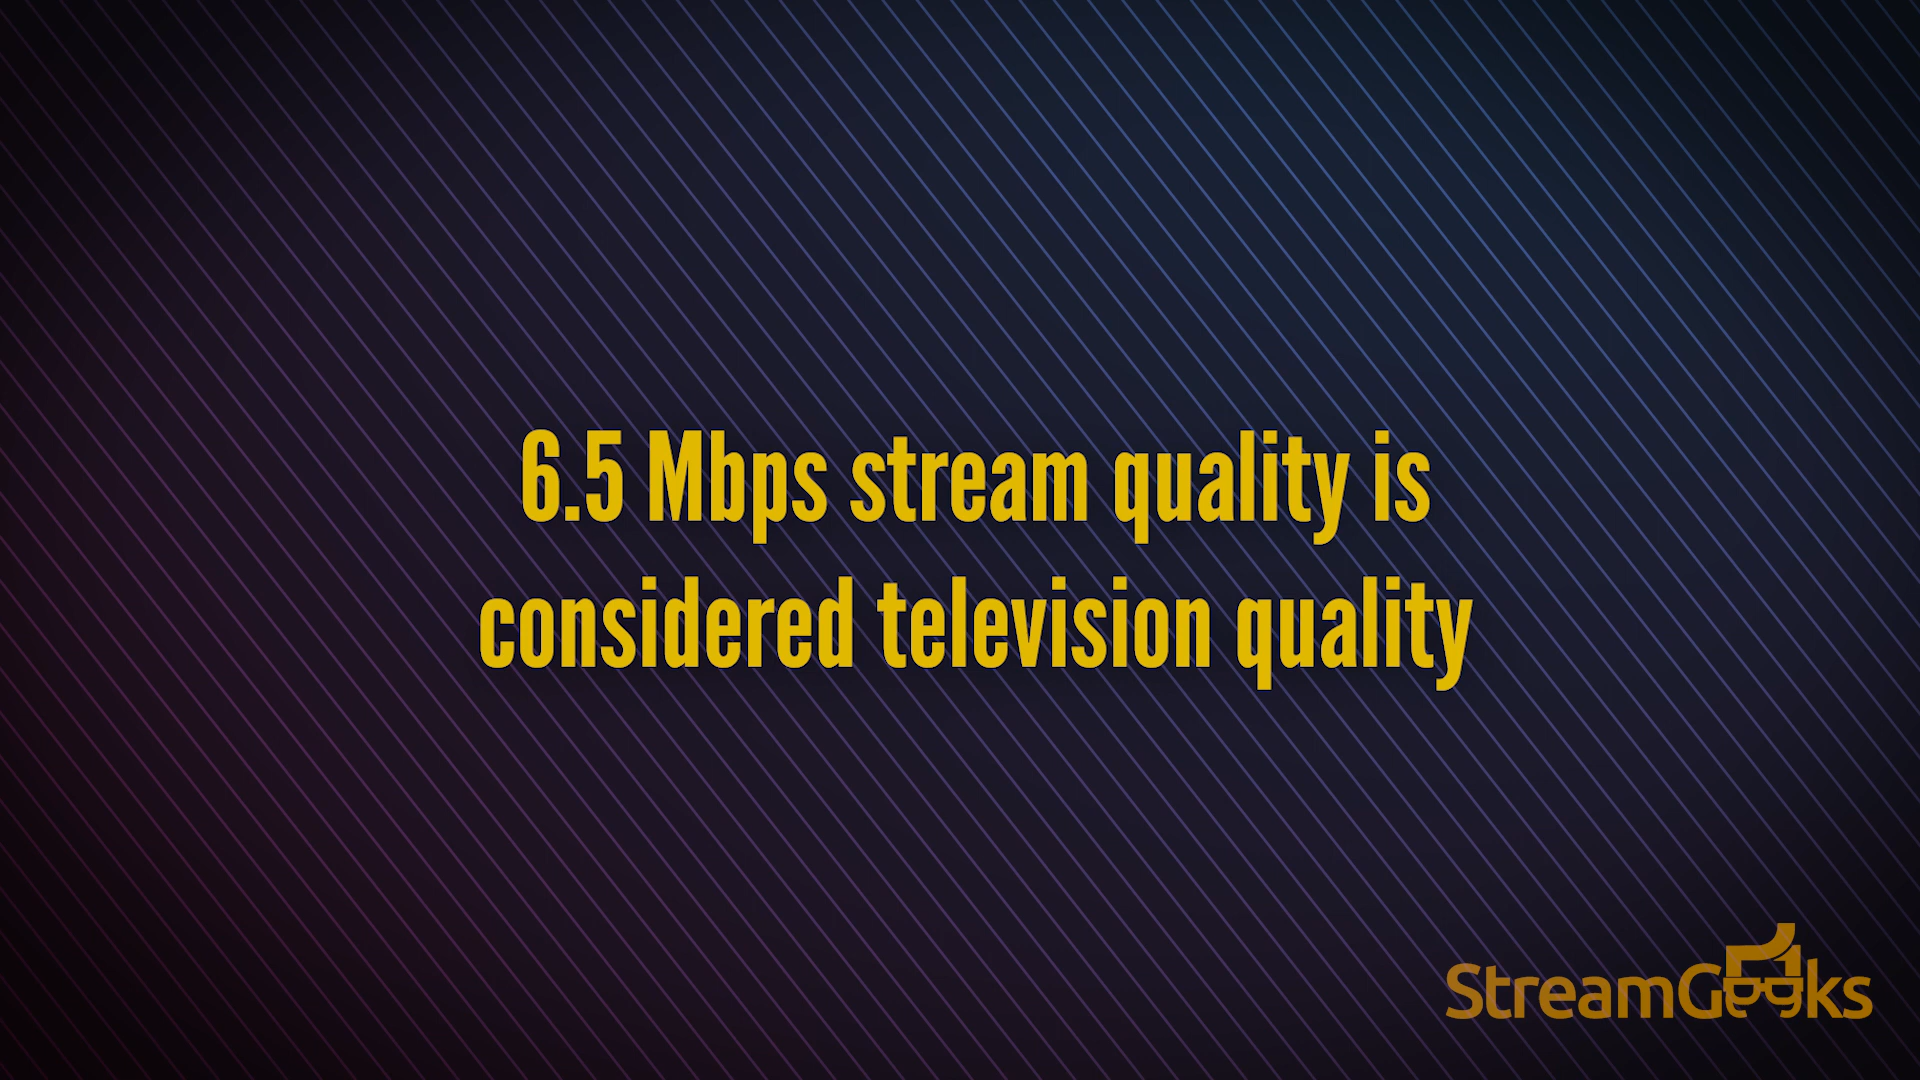 6.5 Mbps stream quality is
considered television quality
StreamGeeks